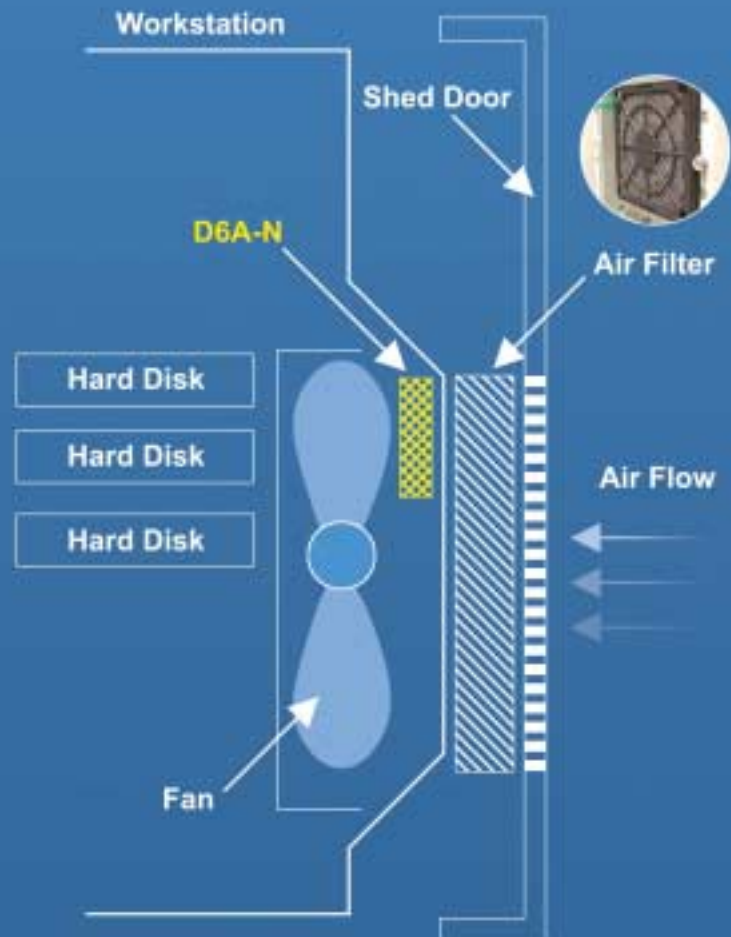 Workstation
Shed Door
D6A-N
Air Filter
Hard Disk
Hard Disk
Air Flow
Hard Disk
Fan